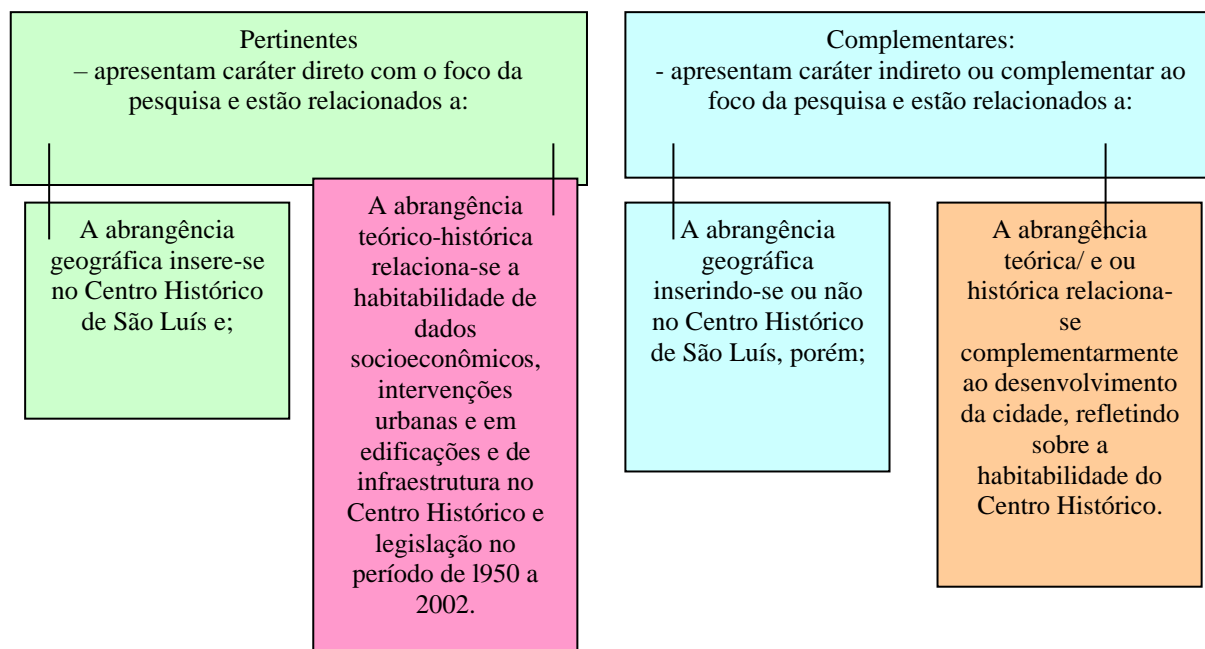 Pertinentes
– apresentam caráter direto com o foco da
pesquisa e estão relacionados a:
A abrangência
geográfica insere-se
no Centro Histórico
de São Luís e;
A abrangência
teórico-histórica
relaciona-se a
habitabilidade de
dados
socioeconômicos,
intervenções
urbanas e em
edificações e de
infraestrutura no
Centro Histórico e
legislação no
período de l950 a
2002.
Complementares:
- apresentam caráter indireto ou complementar ao
foco da pesquisa e estão relacionados a:
A abrangência
geográfica
inserindo-se ou não
no Centro Histórico
de São Luís, porém;
A abrangência
teórica/ e ou
histórica relaciona-
se
complementarmente
ao desenvolvimento
da cidade, refletindo
sobre a
habitabilidade do
Centro Histórico.